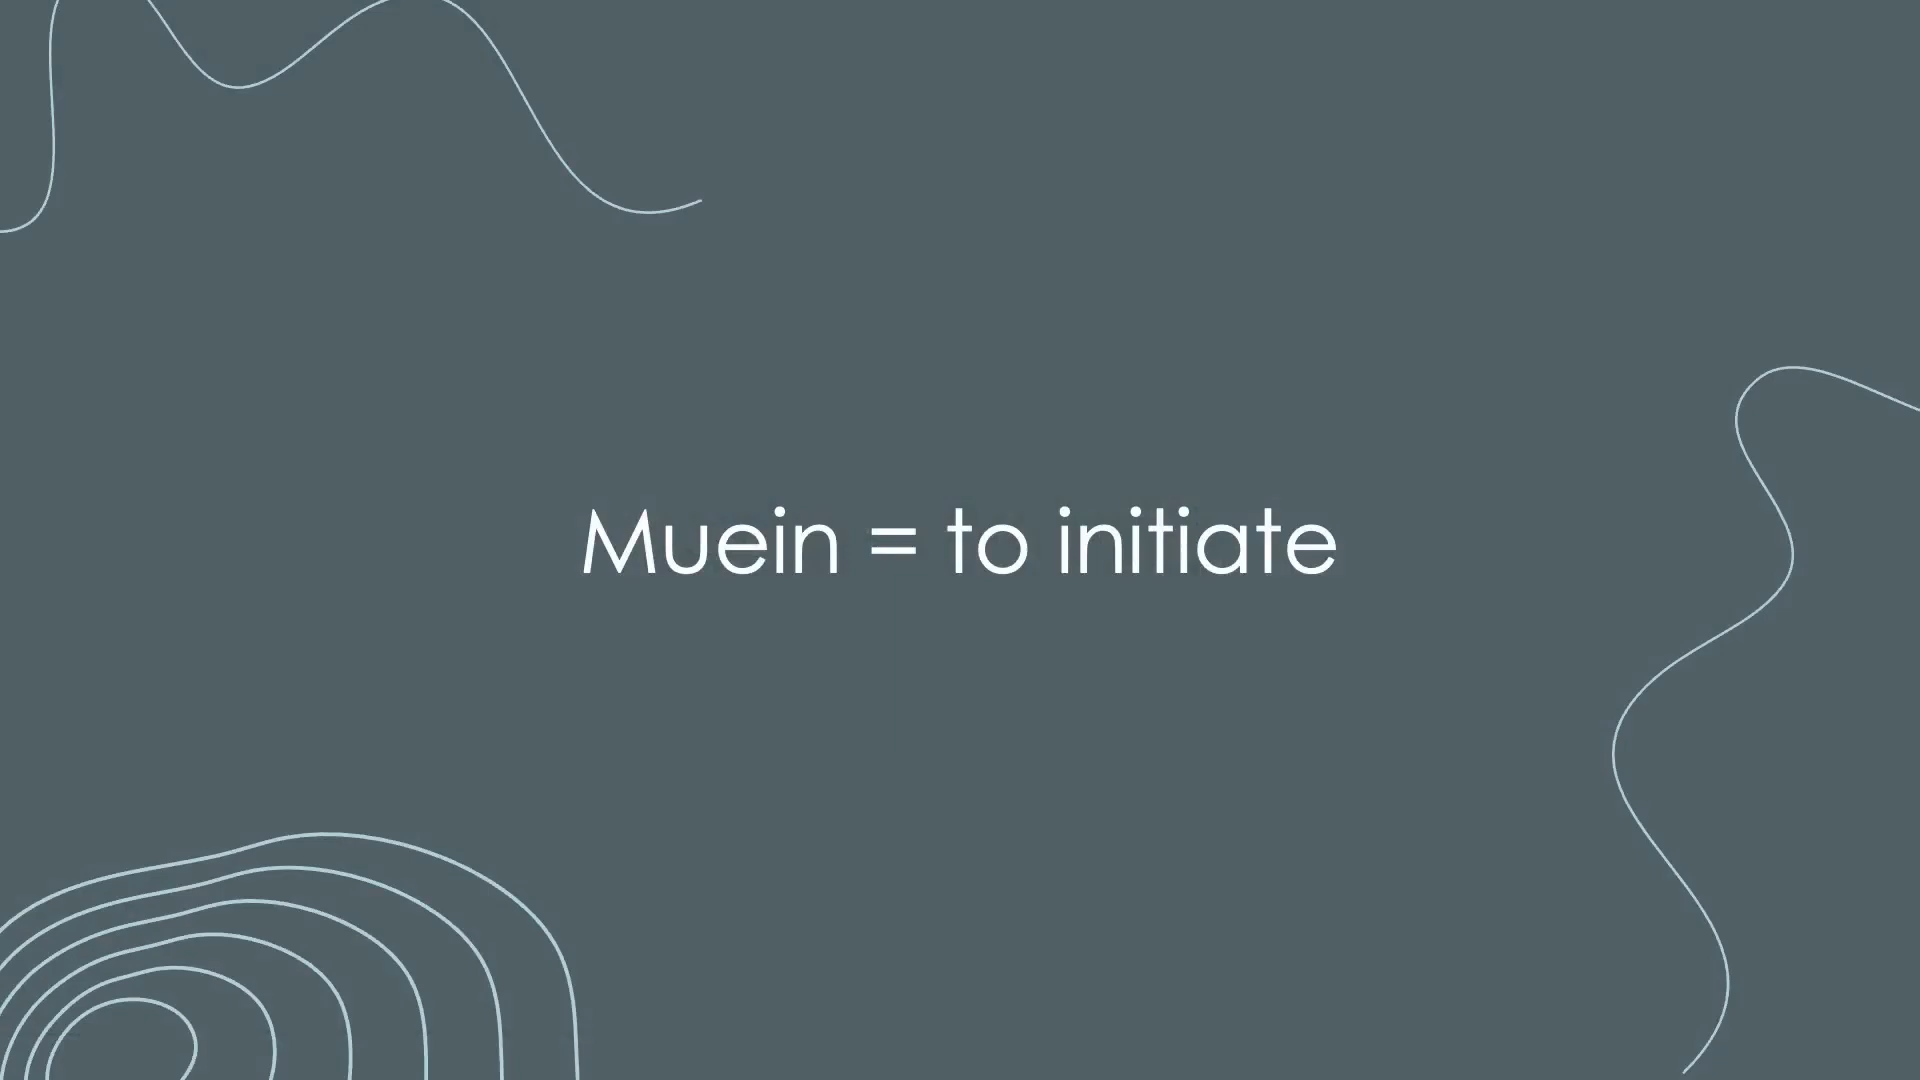 Muein = to initiate